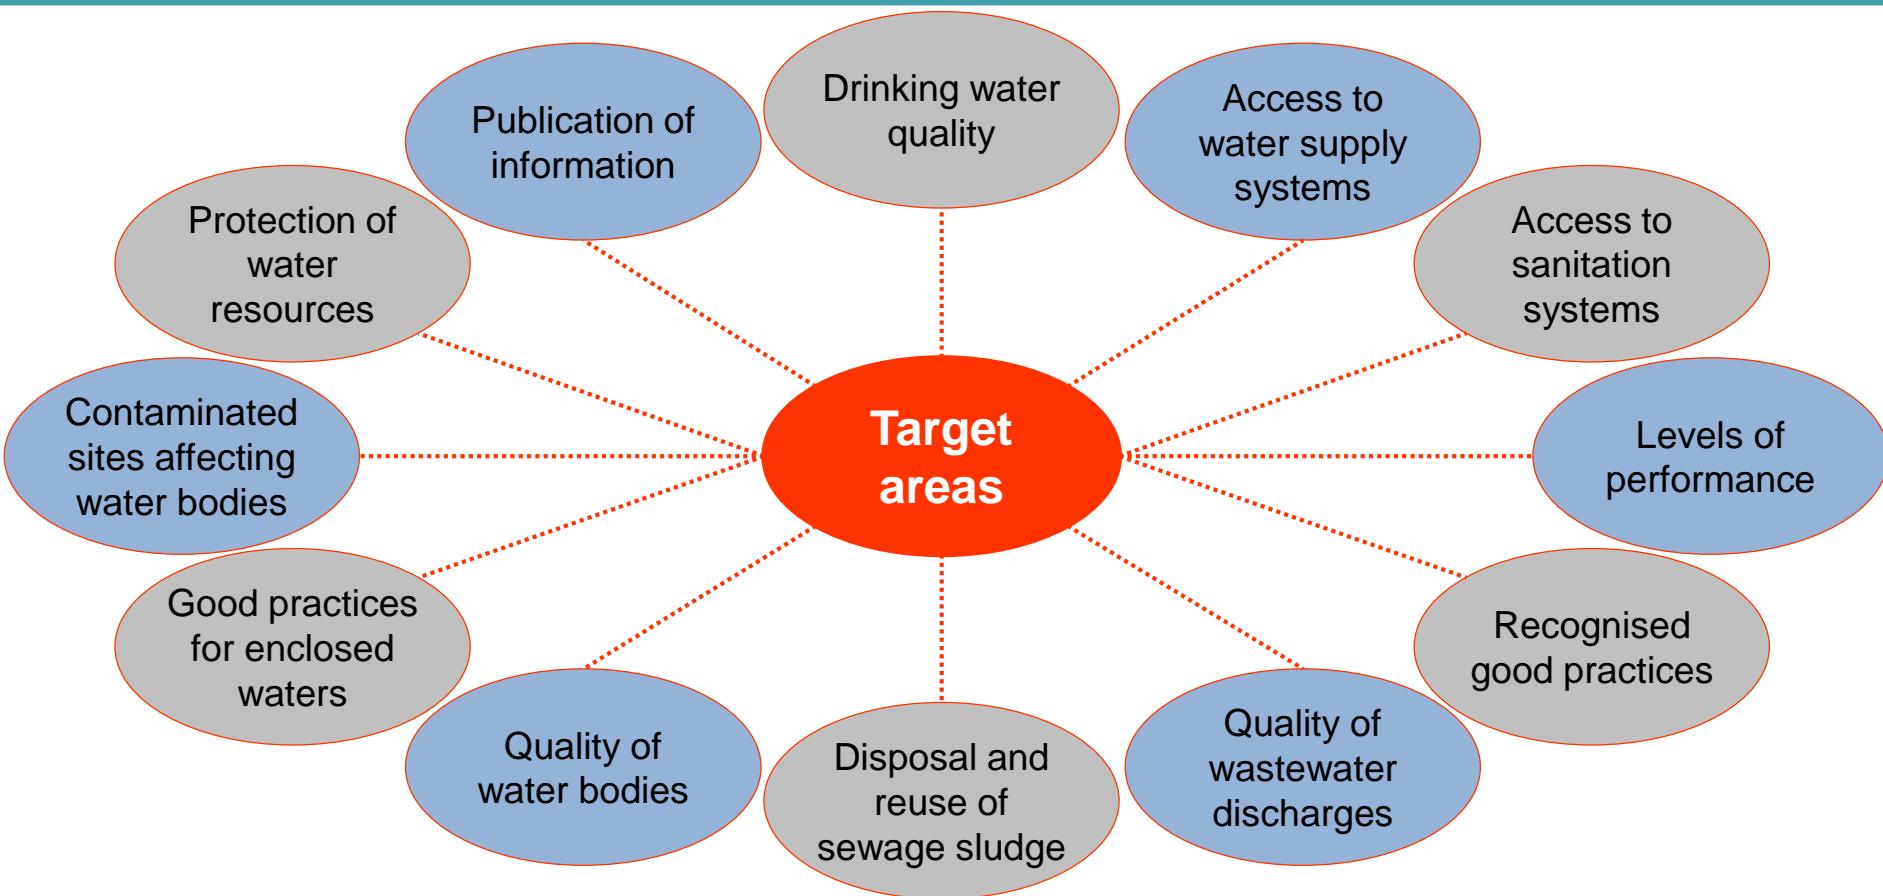 Drinking water
quality
Access to
water supply
systems
Access to
sanitation
systems
Levels of
performance
Recognised
good practices
Quality of
wastewater
discharges
Disposal and
reuse of
sewage sludge
Quality of
water bodies
Good practices
for enclosed
waters
Contaminated
sites affecting
water bodies
Protection of
water
resources
Publication of
information
Target
areas